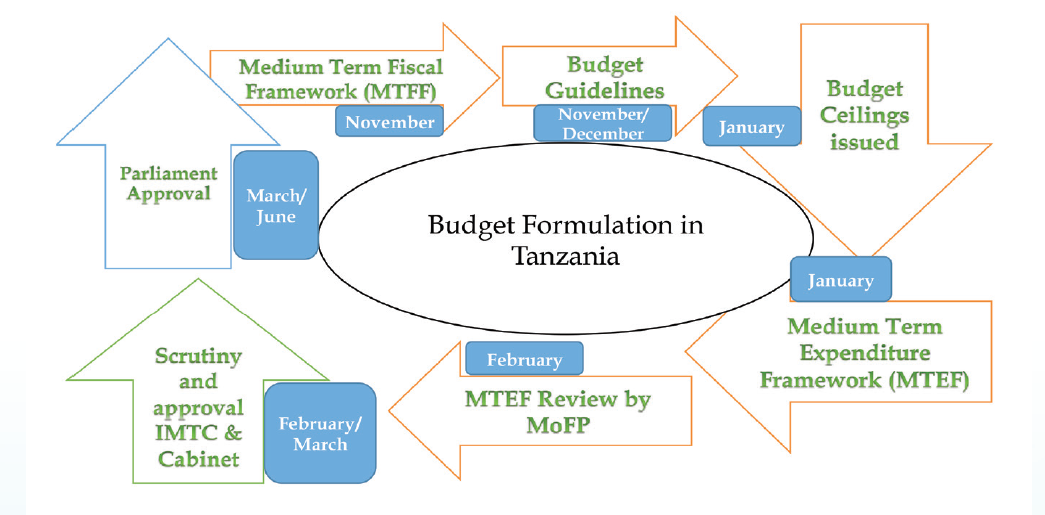 Medium Term Fiscal
Framework (MTFF)
November
Budget
Guidelines
November/
December
January
Budget
Ceilings
issued
January
Medium Term
Expenditure
Framework (MTEF)
February
MTEF Review by
MoFP
February/
March
Scrutiny
and
approval
IMTC &
Cabinet
March/
June
Parliament
Approval
Budget Formulation in
Tanzania